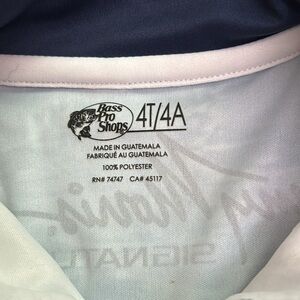 Bass
Pro
Shops
4T/4A
MADE IN GUATEMALA
FABRIQUÉ AU GUATEMALA
100% POLYESTER
RN# 74747 CA# 45117